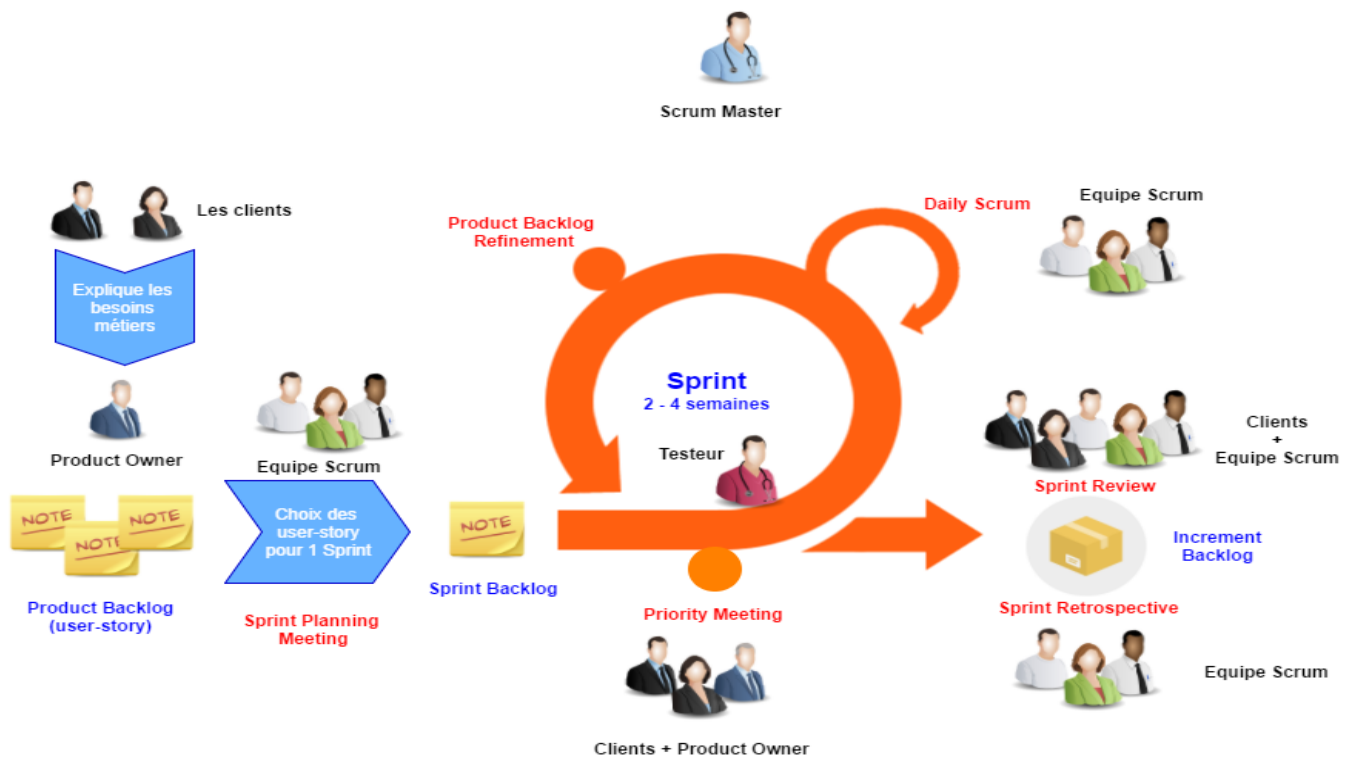 Scrum Master
Les clients
Explique les
besoins
métiers
Product Owner
NOTE
NOTE
NOTE
Product Backlog
(user-story)
Equipe Scrum
Choix des
user-story
pour 1 Sprint
Sprint Planning
Meeting
NOTE
Sprint Backlog
Product Backlog
Refinement
Daily Scrum
Equipe Scrum
Sprint
2 - 4 semaines
Testeur
Priority Meeting
Clients + Product Owner
Clients
+
Equipe Scrum
Sprint Review
Increment
Backlog
Sprint Retrospective
Equipe Scrum